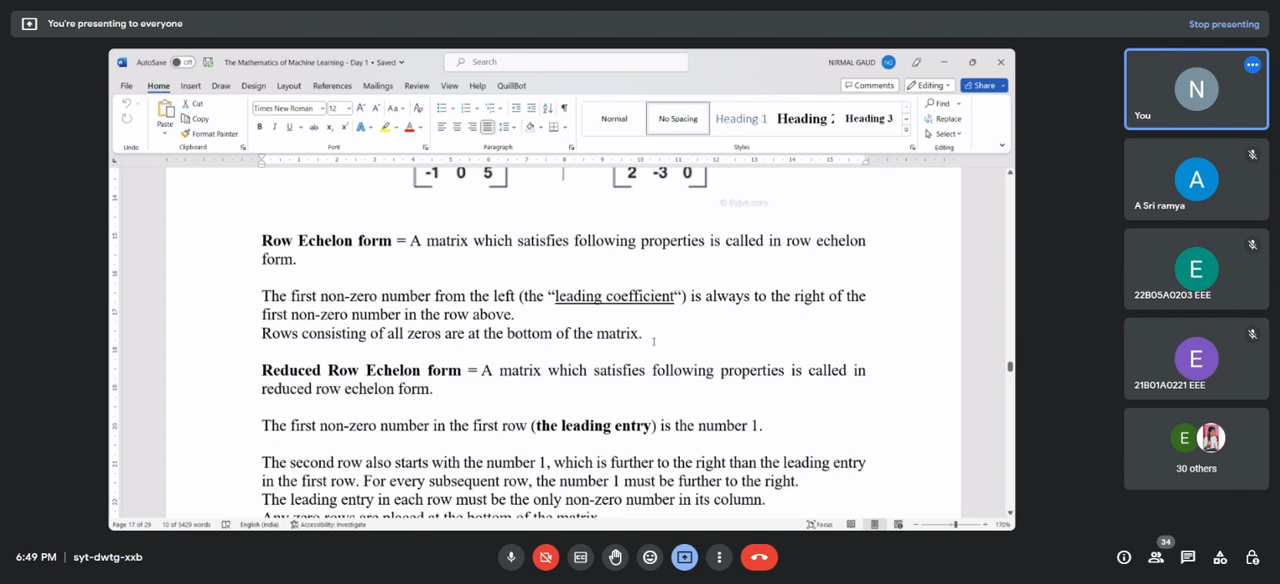 You're presenting to everyone
Stop presenting
AutoSave Off The Mathematics of Machine Learning - Day 1 • Saved
Search
NIRMAL GAUD NG
File Home Insert Draw Design Layout References Mailings Review View Help QuillBot
Comments Editing Share
Paste
Cut
Copy
Format Painter
Times New Roman 12
Normal No Spacing Heading 1 Heading 2 Heading 3
Find
Replace
Select
Undo Clipboard Font Paragraph Styles Editing
-1 0 5
2 -3 0
© Byjus.com
Row Echelon form = A matrix which satisfies following properties is called in row echelon
form.
The first non-zero number from the left (the “leading coefficient“) is always to the right of the
first non-zero number in the row above.
Rows consisting of all zeros are at the bottom of the matrix.
Reduced Row Echelon form = A matrix which satisfies following properties is called in
reduced row echelon form.
The first non-zero number in the first row (the leading entry) is the number 1.
The second row also starts with the number 1, which is further to the right than the leading entry
in the first row. For every subsequent row, the number 1 must be further to the right.
The leading entry in each row must be the only non-zero number in its column.
Any zero rows are placed at the bottom of the matrix
Page 17 of 29 10 of 5429 words English (India) Accessibility: Investigate Focus 170%
N
You
A
A Sri ramya
E
22B05A0203 EEE
E
21B01A0221 EEE
E
30 others
6:49 PM | syt-dwtg-xxb
34